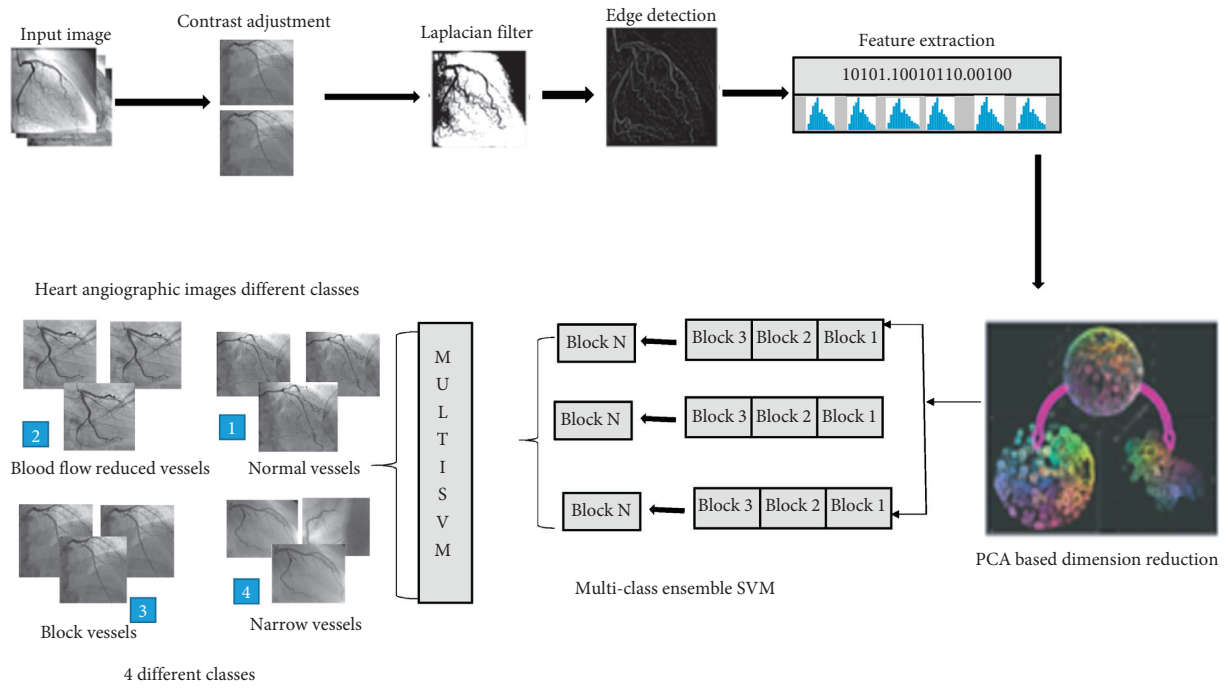 Input image
Contrast adjustment
Laplacian filter
Edge detection
Feature extraction
10101.10010110.00100
PCA based dimension reduction
Block N
Block 3
Block 2
Block 1
Block N
Block 3
Block 2
Block 1
Block N
Block 3
Block 2
Block 1
Multi-class ensemble SVM
M
U
L
T
I
S
V
M
Heart angiographic images different classes
2
Blood flow reduced vessels
1
Normal vessels
3
Block vessels
4
Narrow vessels
4 different classes